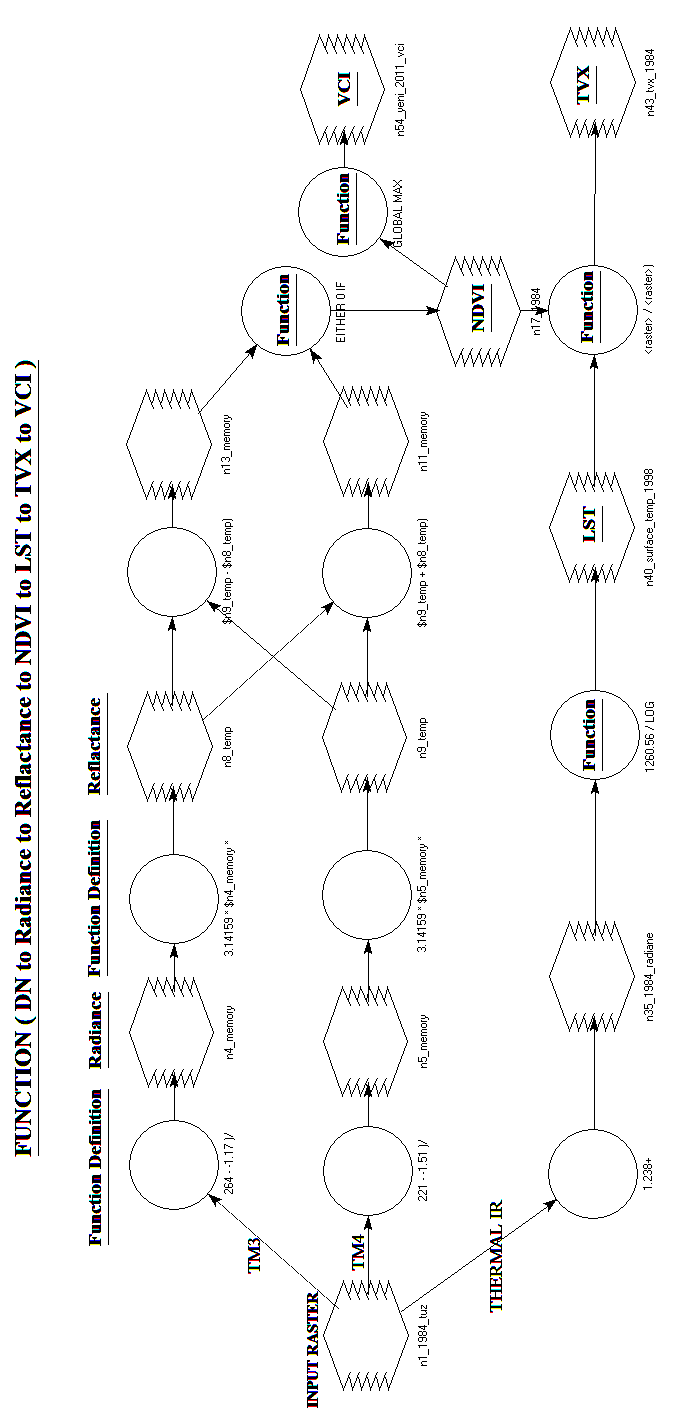 FUNCTION ( DN to Radiance to Reflactance to NDVI to LST to TVX to VCI )
Function Definition
Radiance
Function Definition
Reflactance
INPUT RASTER
n1_1984_tuz
TM3
TM4
THERMAL IR
264 - -1.17 )/
n4_memory
3.14159 * $n4_memory *
n8_temp
$n9_temp - $n8_temp)
n13_memory
221 - -1.51 )/
n5_memory
3.14159 * $n5_memory *
n9_temp
$n9_temp + $n8_temp)
n11_memory
Function
EITHER 0 IF
NDVI
Function
GLOBAL MAX
VCI
n54_yeni_2011_vci
1.238+
n35_1984_radiane
Function
1260.56 / LOG
LST
n40_surface_temp_1998
Function
<raster> / <raster>)
TVX
n43_tvx_1984